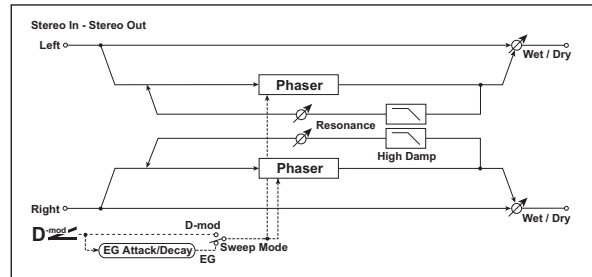 Stereo In - Stereo Out
Left
Wet / Dry
Phaser
Resonance
High Damp
Phaser
Right
Wet / Dry
D-mod
D-mod
Sweep Mode
EG Attack/Decay
EG